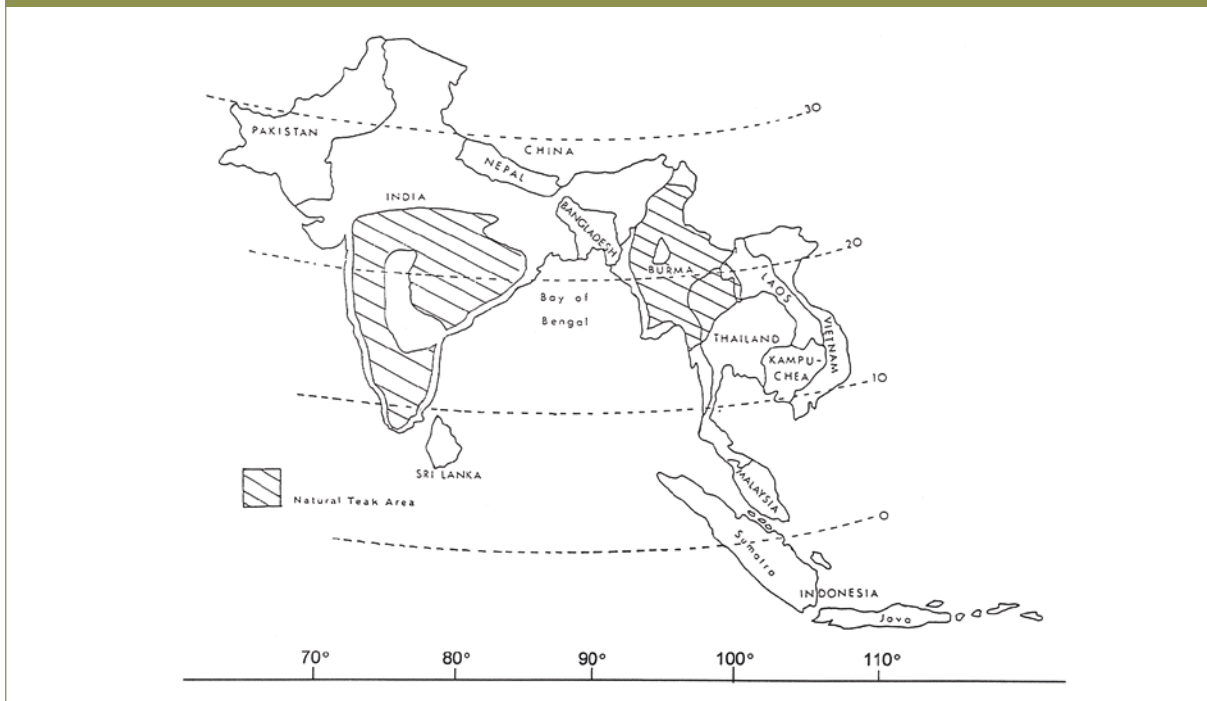 30
PAKISTAN
CHINA
NEPAL
INDIA
BANGLADESH
20
BURMA
LAOS
Bay of
Bengal
THAILAND
VIETNAM
KAMPU-
CHEA
10
SRI LANKA
MALAYSIA
Natural Teak Area
0
Sumatra
INDONESIA
Java
70° 80° 90° 100° 110°